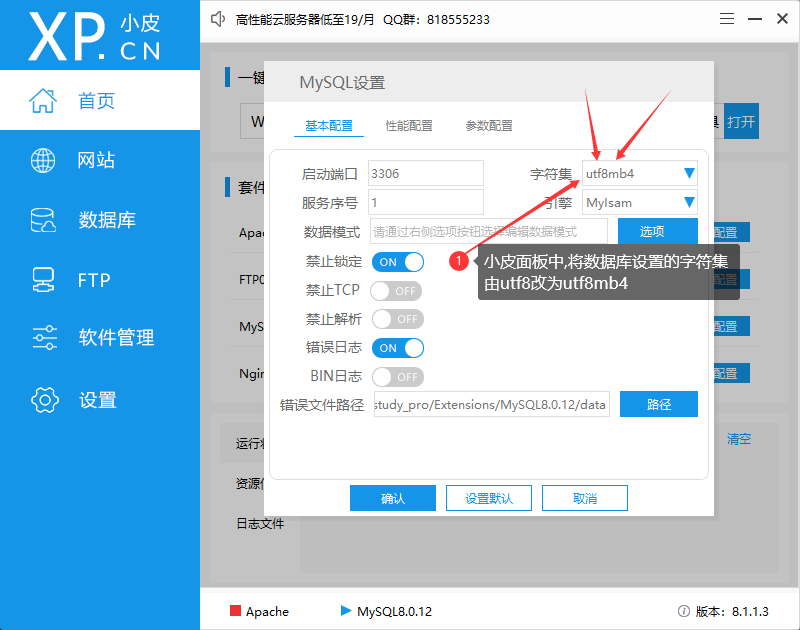 XP.CN 小皮
高性能云服务器低至19/月 QQ群：818555233
首页
网站
数据库
FTP
软件管理
设置
一键
W
打开
套件
Apac
配置
FTP0
配置
MyS
配置
Ngin
配置
运行状
清空
资源
日志文件
MySQL设置
基本配置 性能配置 参数配置
启动端口 3306 字符集 utf8mb4
服务序号 1 引擎 MyIsam
数据模式 请通过右侧选项按钮选择编辑数据模式 选项
禁止锁定 ON
1 小皮面板中,将数据库设置的字符集
由utf8改为utf8mb4
禁止TCP OFF
禁止解析 OFF
错误日志 ON
BIN日志 OFF
错误文件路径 study_pro/Extensions/MySQL8.0.12/data 路径
确认 设置默认 取消
Apache MySQL8.0.12 版本：8.1.1.3